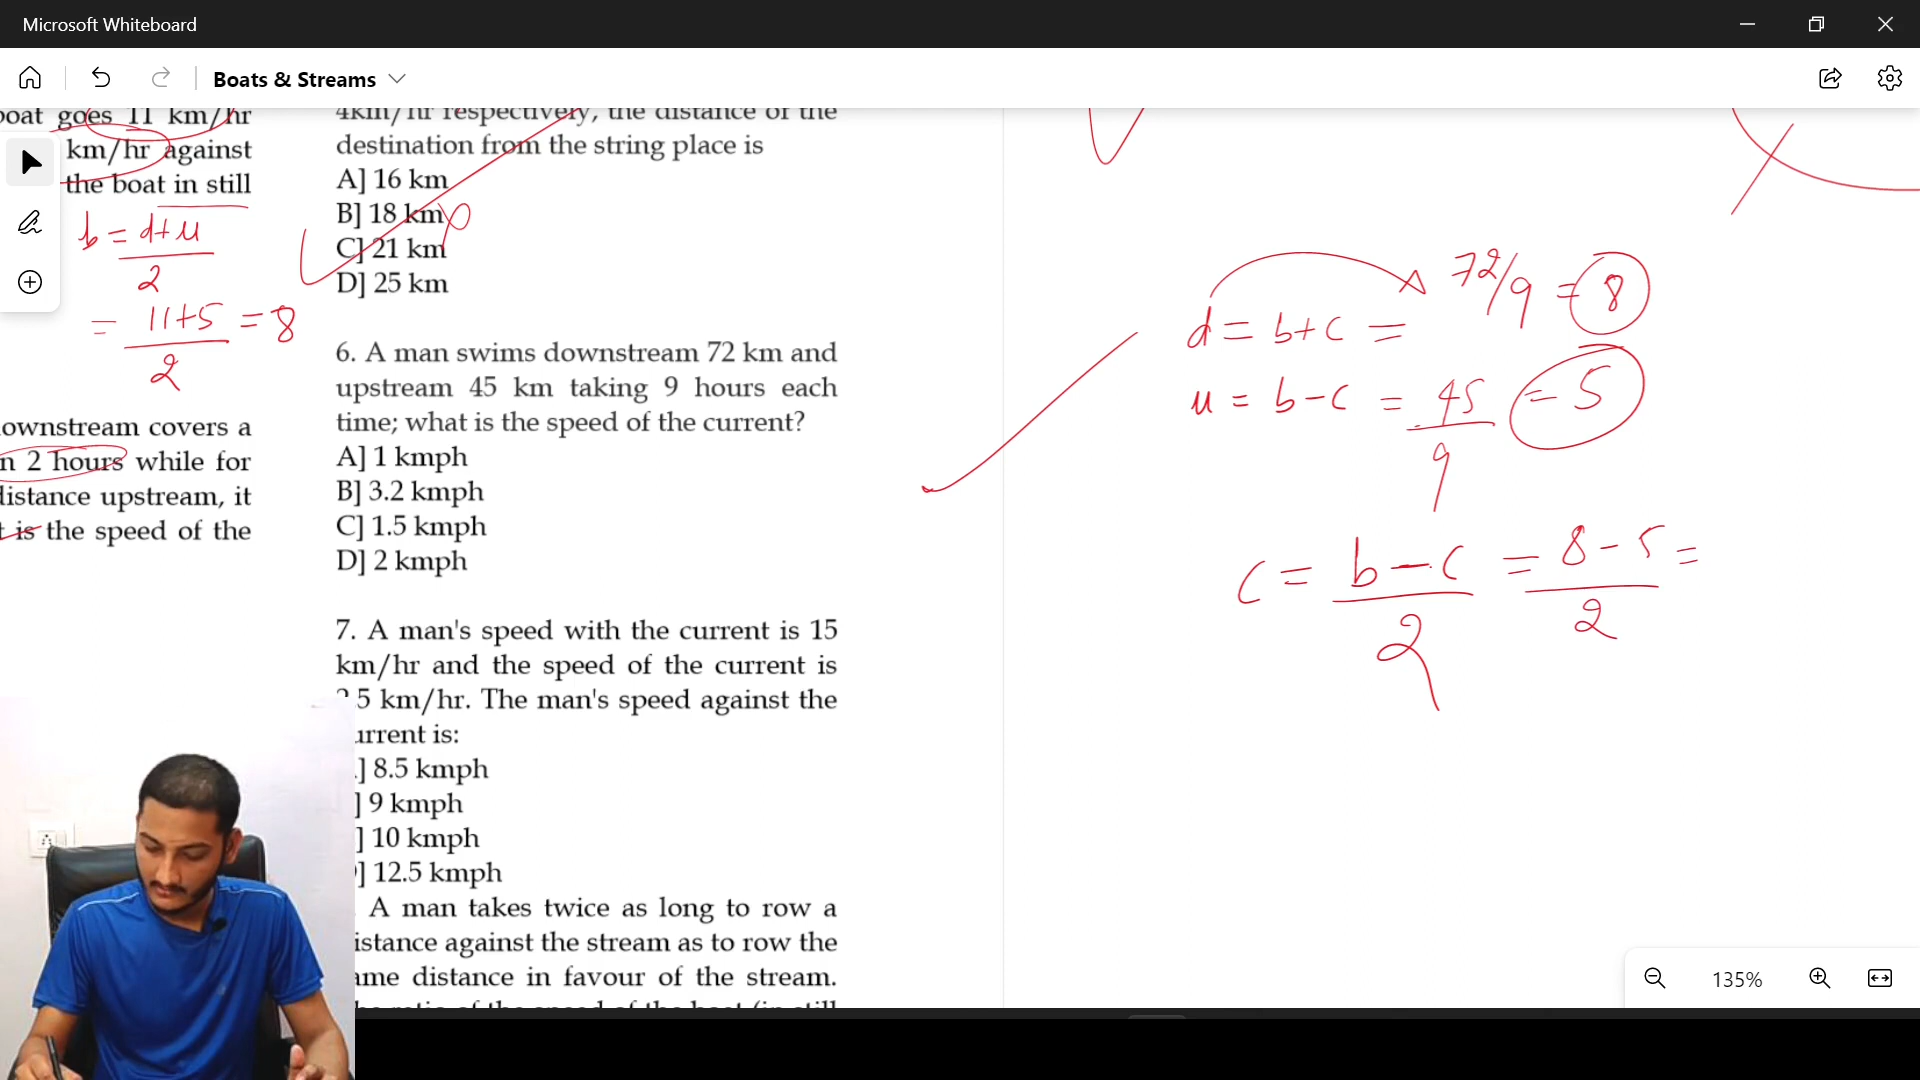 Microsoft Whiteboard
Boats & Streams
boat goes 11 km/hr
km/hr against
the boat in still
b = d+u
2
= 11+5 = 8
2
ownstream covers a
n 2 hours while for
distance upstream, it
t is the speed of the
4km/hr respectively, the distance of the
destination from the string place is
A] 16 km
B] 18 km
C] 21 km
D] 25 km
6. A man swims downstream 72 km and
upstream 45 km taking 9 hours each
time; what is the speed of the current?
A] 1 kmph
B] 3.2 kmph
C] 1.5 kmph
D] 2 kmph
7. A man's speed with the current is 15
km/hr and the speed of the current is
5 km/hr. The man's speed against the
urrent is:
] 8.5 kmph
] 9 kmph
] 10 kmph
] 12.5 kmph
A man takes twice as long to row a
istance against the stream as to row the
ame distance in favour of the stream.
72/9 = 8
d = b+c =
u = b-c = 45 = 5
9
c = b-c = 8-5 =
2 2
135%